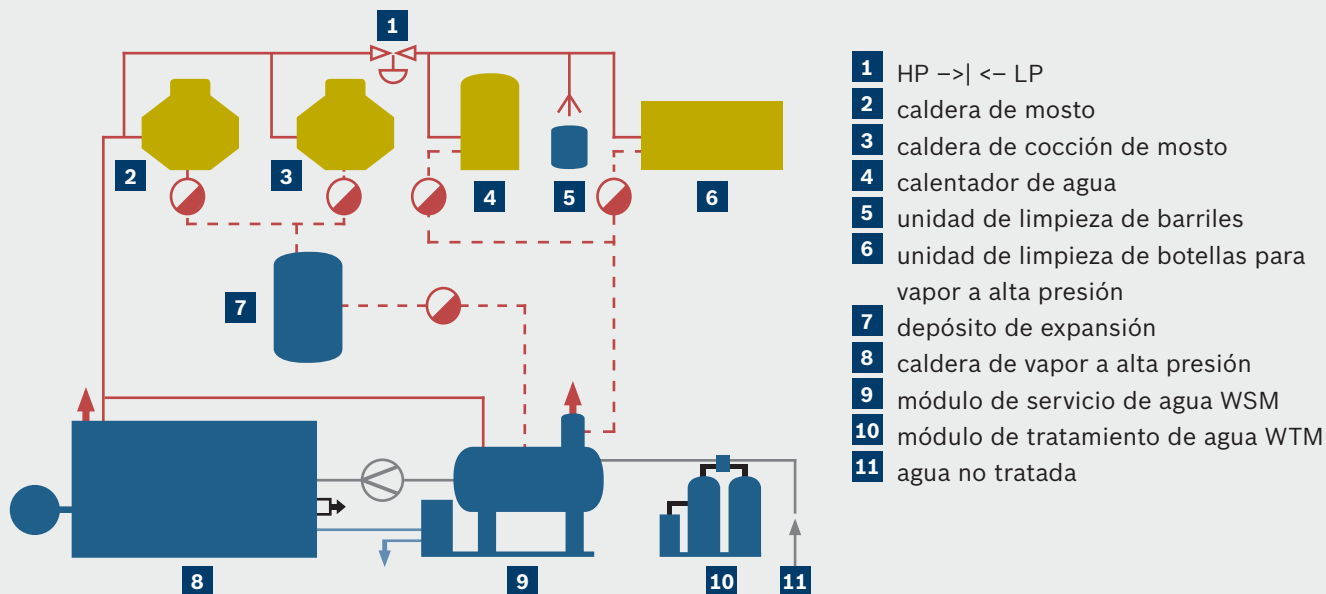 1
2
3
4
5
6
7
8
9
10
11
1 HP –>| <– LP
2 caldera de mosto
3 caldera de cocción de mosto
4 calentador de agua
5 unidad de limpieza de barriles
6 unidad de limpieza de botellas para
vapor a alta presión
7 depósito de expansión
8 caldera de vapor a alta presión
9 módulo de servicio de agua WSM
10 módulo de tratamiento de agua WTM
11 agua no tratada